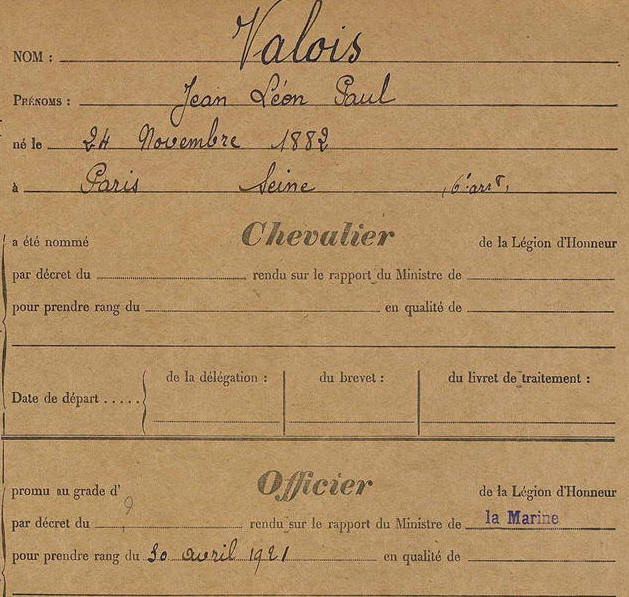 NOM : Valois
PRÉNOMS : Jean Léon Paul
né le 24 Novembre 1882
à Paris Seine (6e arrt)
a été nommé Chevalier de la Légion d'Honneur
par décret du rendu sur le rapport du Ministre de
pour prendre rang du en qualité de
de la délégation : du brevet : du livret de traitement :
Date de départ .....
promu au grade d' Officier de la Légion d'Honneur
par décret du rendu sur le rapport du Ministre de la Marine
pour prendre rang du 30 avril 1921 en qualité de